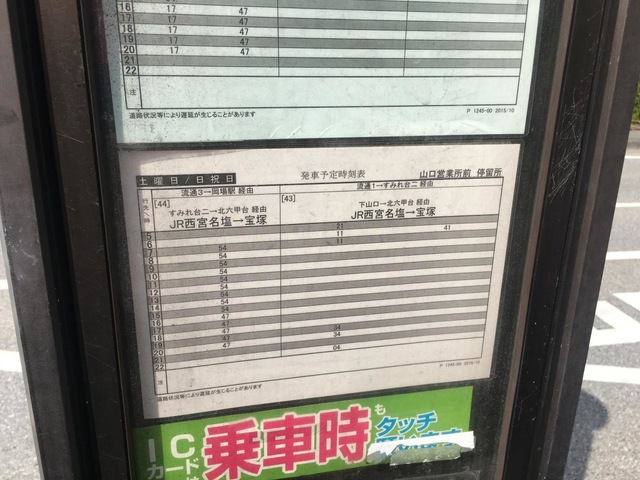 16 17 47
17 17 47
18 17 47
19 17 47
20 17 47
21
22
注
道路状況等により遅延が生じることがあります
P 1245-00 2015/10
土曜日/日祝日 発車予定時刻表 山口営業所前 停留所
流通3→岡場駅 経由 流通1→すみれ台二 経由
[44] [43]
すみれ台二→北六甲台 経由 下山口→北六甲台 経由
JR西宮名塩→宝塚 JR西宮名塩→宝塚
5 21 41
6 11
7 54 11
8 54
9 54
10 54
11 54
12 54
13 54
14 54
15 47
16 47
17 47 34
18 47 34
19 47
20 04
21
22
注
道路状況等により遅延が生じることがあります
P 1245-00 2015/10
ICカードは
乗車時も
タッチ